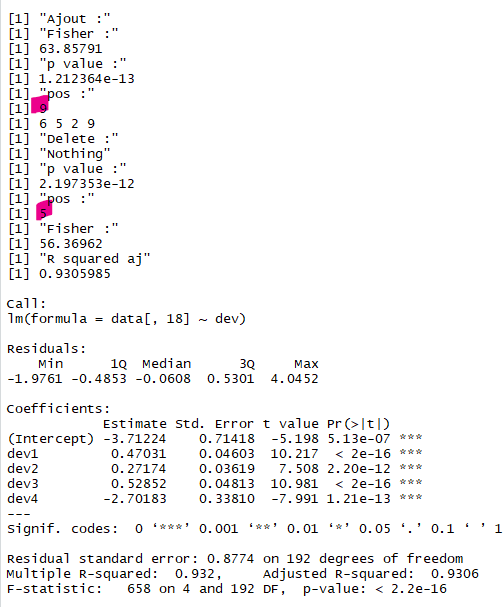 [1] "Ajout :"
[1] "Fisher :"
[1] 63.85791
[1] "p value :"
[1] 1.212364e-13
[1] "pos :"
[1] 9
[1] 6 5 2 9
[1] "Delete :"
[1] "Nothing"
[1] "p value :"
[1] 2.197353e-12
[1] "pos :"
[1] 5
[1] "Fisher :"
[1] 56.36962
[1] "R squared aj"
[1] 0.9305985
Call:
lm(formula = data[, 18] ~ dev)
Residuals:
Min 1Q Median 3Q Max
-1.9761 -0.4853 -0.0608 0.5301 4.0452
Coefficients:
Estimate Std. Error t value Pr(>|t|)
(Intercept) -3.71224 0.71418 -5.198 5.13e-07 ***
dev1 0.47031 0.04603 10.217 < 2e-16 ***
dev2 0.27174 0.03619 7.508 2.20e-12 ***
dev3 0.52852 0.04813 10.981 < 2e-16 ***
dev4 -2.70183 0.33810 -7.991 1.21e-13 ***
---
Signif. codes: 0 ‘***’ 0.001 ‘**’ 0.01 ‘*’ 0.05 ‘.’ 0.1 ‘ ’ 1
Residual standard error: 0.8774 on 192 degrees of freedom
Multiple R-squared: 0.932, Adjusted R-squared: 0.9306
F-statistic: 658 on 4 and 192 DF, p-value: < 2.2e-16